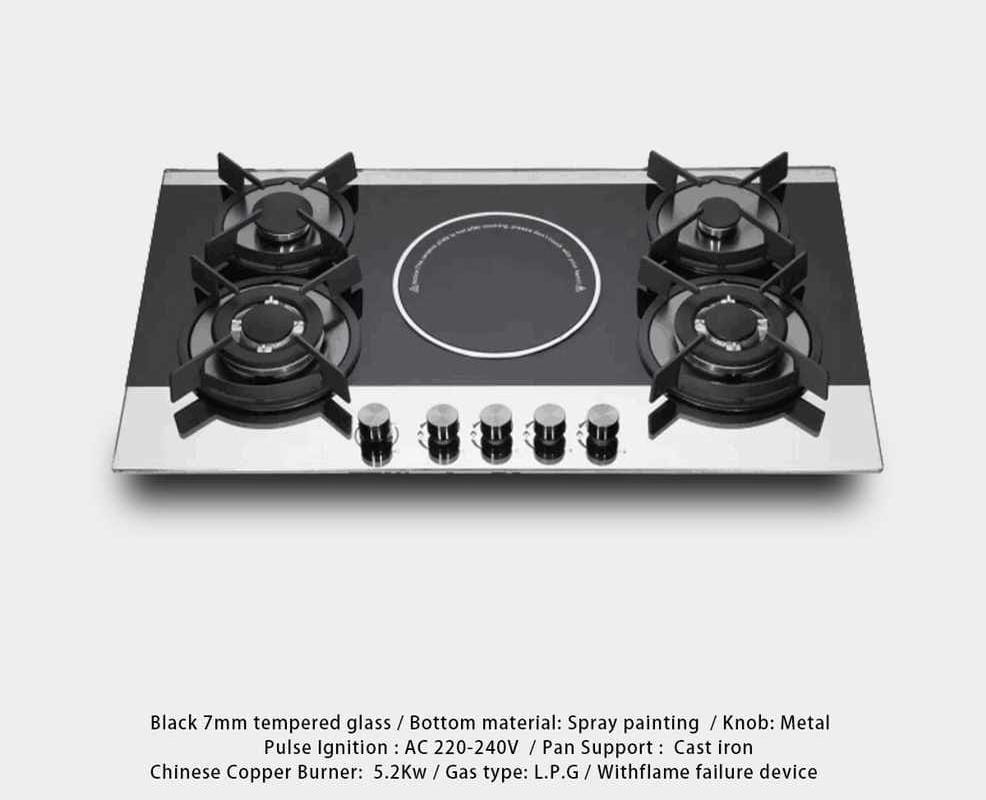 Black 7mm tempered glass / Bottom material: Spray painting / Knob: Metal
Pulse Ignition : AC 220-240V / Pan Support : Cast iron
Chinese Copper Burner: 5.2Kw / Gas type: L.P.G / Withflame failure device